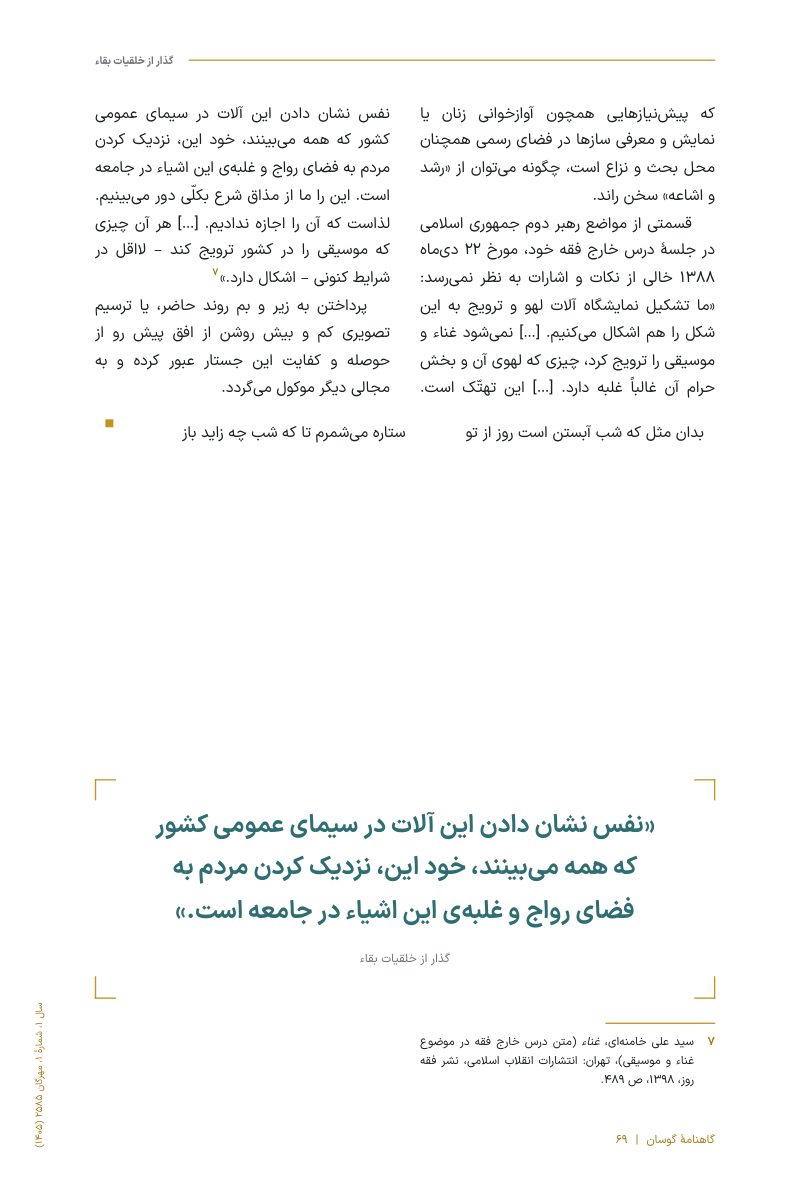 گذار از خلقیات بقاء
که پیش‌نیازهایی همچون آوازخوانی زنان یا
نمایش و معرفی سازها در فضای رسمی همچنان
محل بحث و نزاع است، چگونه می‌توان از «رشد
و اشاعه» سخن راند.
قسمتی از مواضع رهبر دوم جمهوری اسلامی
در جلسهٔ درس خارج فقه خود، مورخ ۲۲ دی‌ماه
۱۳۸۸ خالی از نکات و اشارات به نظر نمی‌رسد:
«ما تشکیل نمایشگاه آلات لهو و ترویج به این
شکل را هم اشکال می‌کنیم. [...] نمی‌شود غناء و
موسیقی را ترویج کرد، چیزی که لهوی آن و بخش
حرام آن غالباً غلبه دارد. [...] این تهتّک است.
نفس نشان دادن این آلات در سیمای عمومی
کشور که همه می‌بینند، خود این، نزدیک کردن
مردم به فضای رواج و غلبه‌ی این اشیاء در جامعه
است. این را ما از مذاق شرع بکلّی دور می‌بینیم.
لذاست که آن را اجازه ندادیم. [...] هر آن چیزی
که موسیقی را در کشور ترویج کند – لااقل در
شرایط کنونی – اشکال دارد.»۷
پرداختن به زیر و بم روند حاضر، یا ترسیم
تصویری کم و بیش روشن از افق پیش رو از
حوصله و کفایت این جستار عبور کرده و به
مجالی دیگر موکول می‌گردد.
بدان مثل که شب آبستن است روز از تو ستاره می‌شمرم تا که شب چه زاید باز
«نفس نشان دادن این آلات در سیمای عمومی کشور
که همه می‌بینند، خود این، نزدیک کردن مردم به
فضای رواج و غلبه‌ی این اشیاء در جامعه است.»
گذار از خلقیات بقاء
۷ سید علی خامنه‌ای، غناء (متن درس خارج فقه در موضوع
غناء و موسیقی)، تهران: انتشارات انقلاب اسلامی، نشر فقه
روز، ۱۳۹۸، ص ۴۸۹.
گاهنامهٔ گوسان | ۶۹
سال ۱، شمارهٔ ۱، مهرگان ۲۵۸۵ (۱۴۰۵)